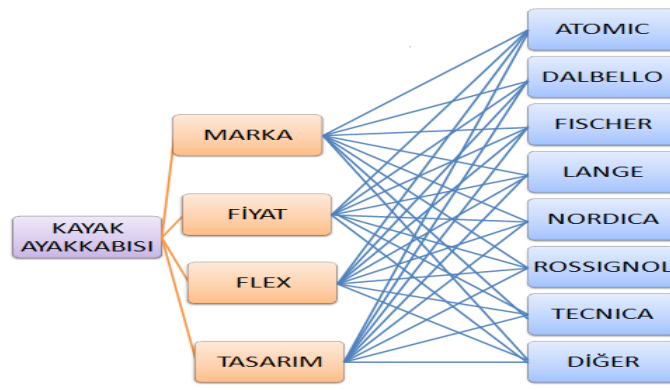 KAYAK
AYAKKABISI
MARKA
FİYAT
FLEX
TASARIM
ATOMIC
DALBELLO
FISCHER
LANGE
NORDICA
ROSSIGNOL
TECNICA
DİĞER